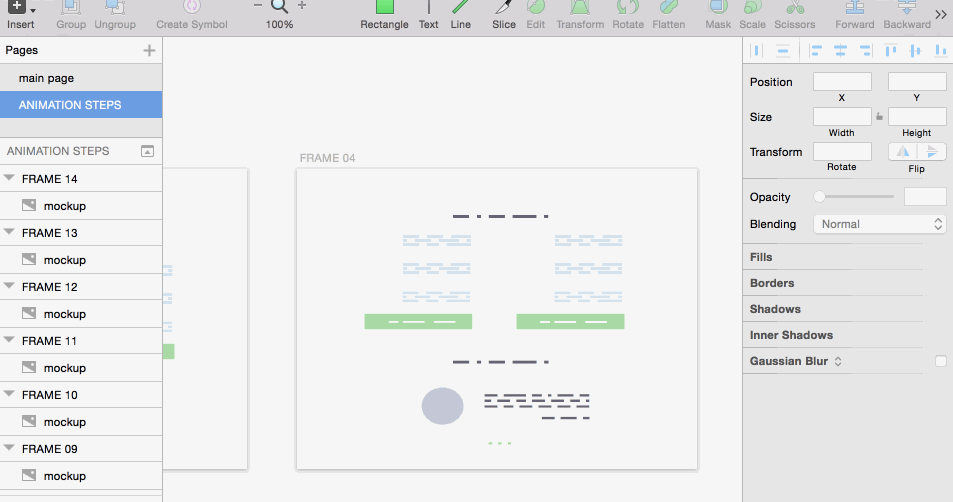 Insert Group Ungroup Create Symbol 100% Rectangle Text Line Slice Edit Transform Rotate Flatten Mask Scale Scissors Forward Backward
Pages
main page
ANIMATION STEPS
ANIMATION STEPS
FRAME 14
mockup
FRAME 13
mockup
FRAME 12
mockup
FRAME 11
mockup
FRAME 10
mockup
FRAME 09
mockup
FRAME 04
Position
X Y
Size
Width Height
Transform
Rotate Flip
Opacity
Blending Normal
Fills
Borders
Shadows
Inner Shadows
Gaussian Blur